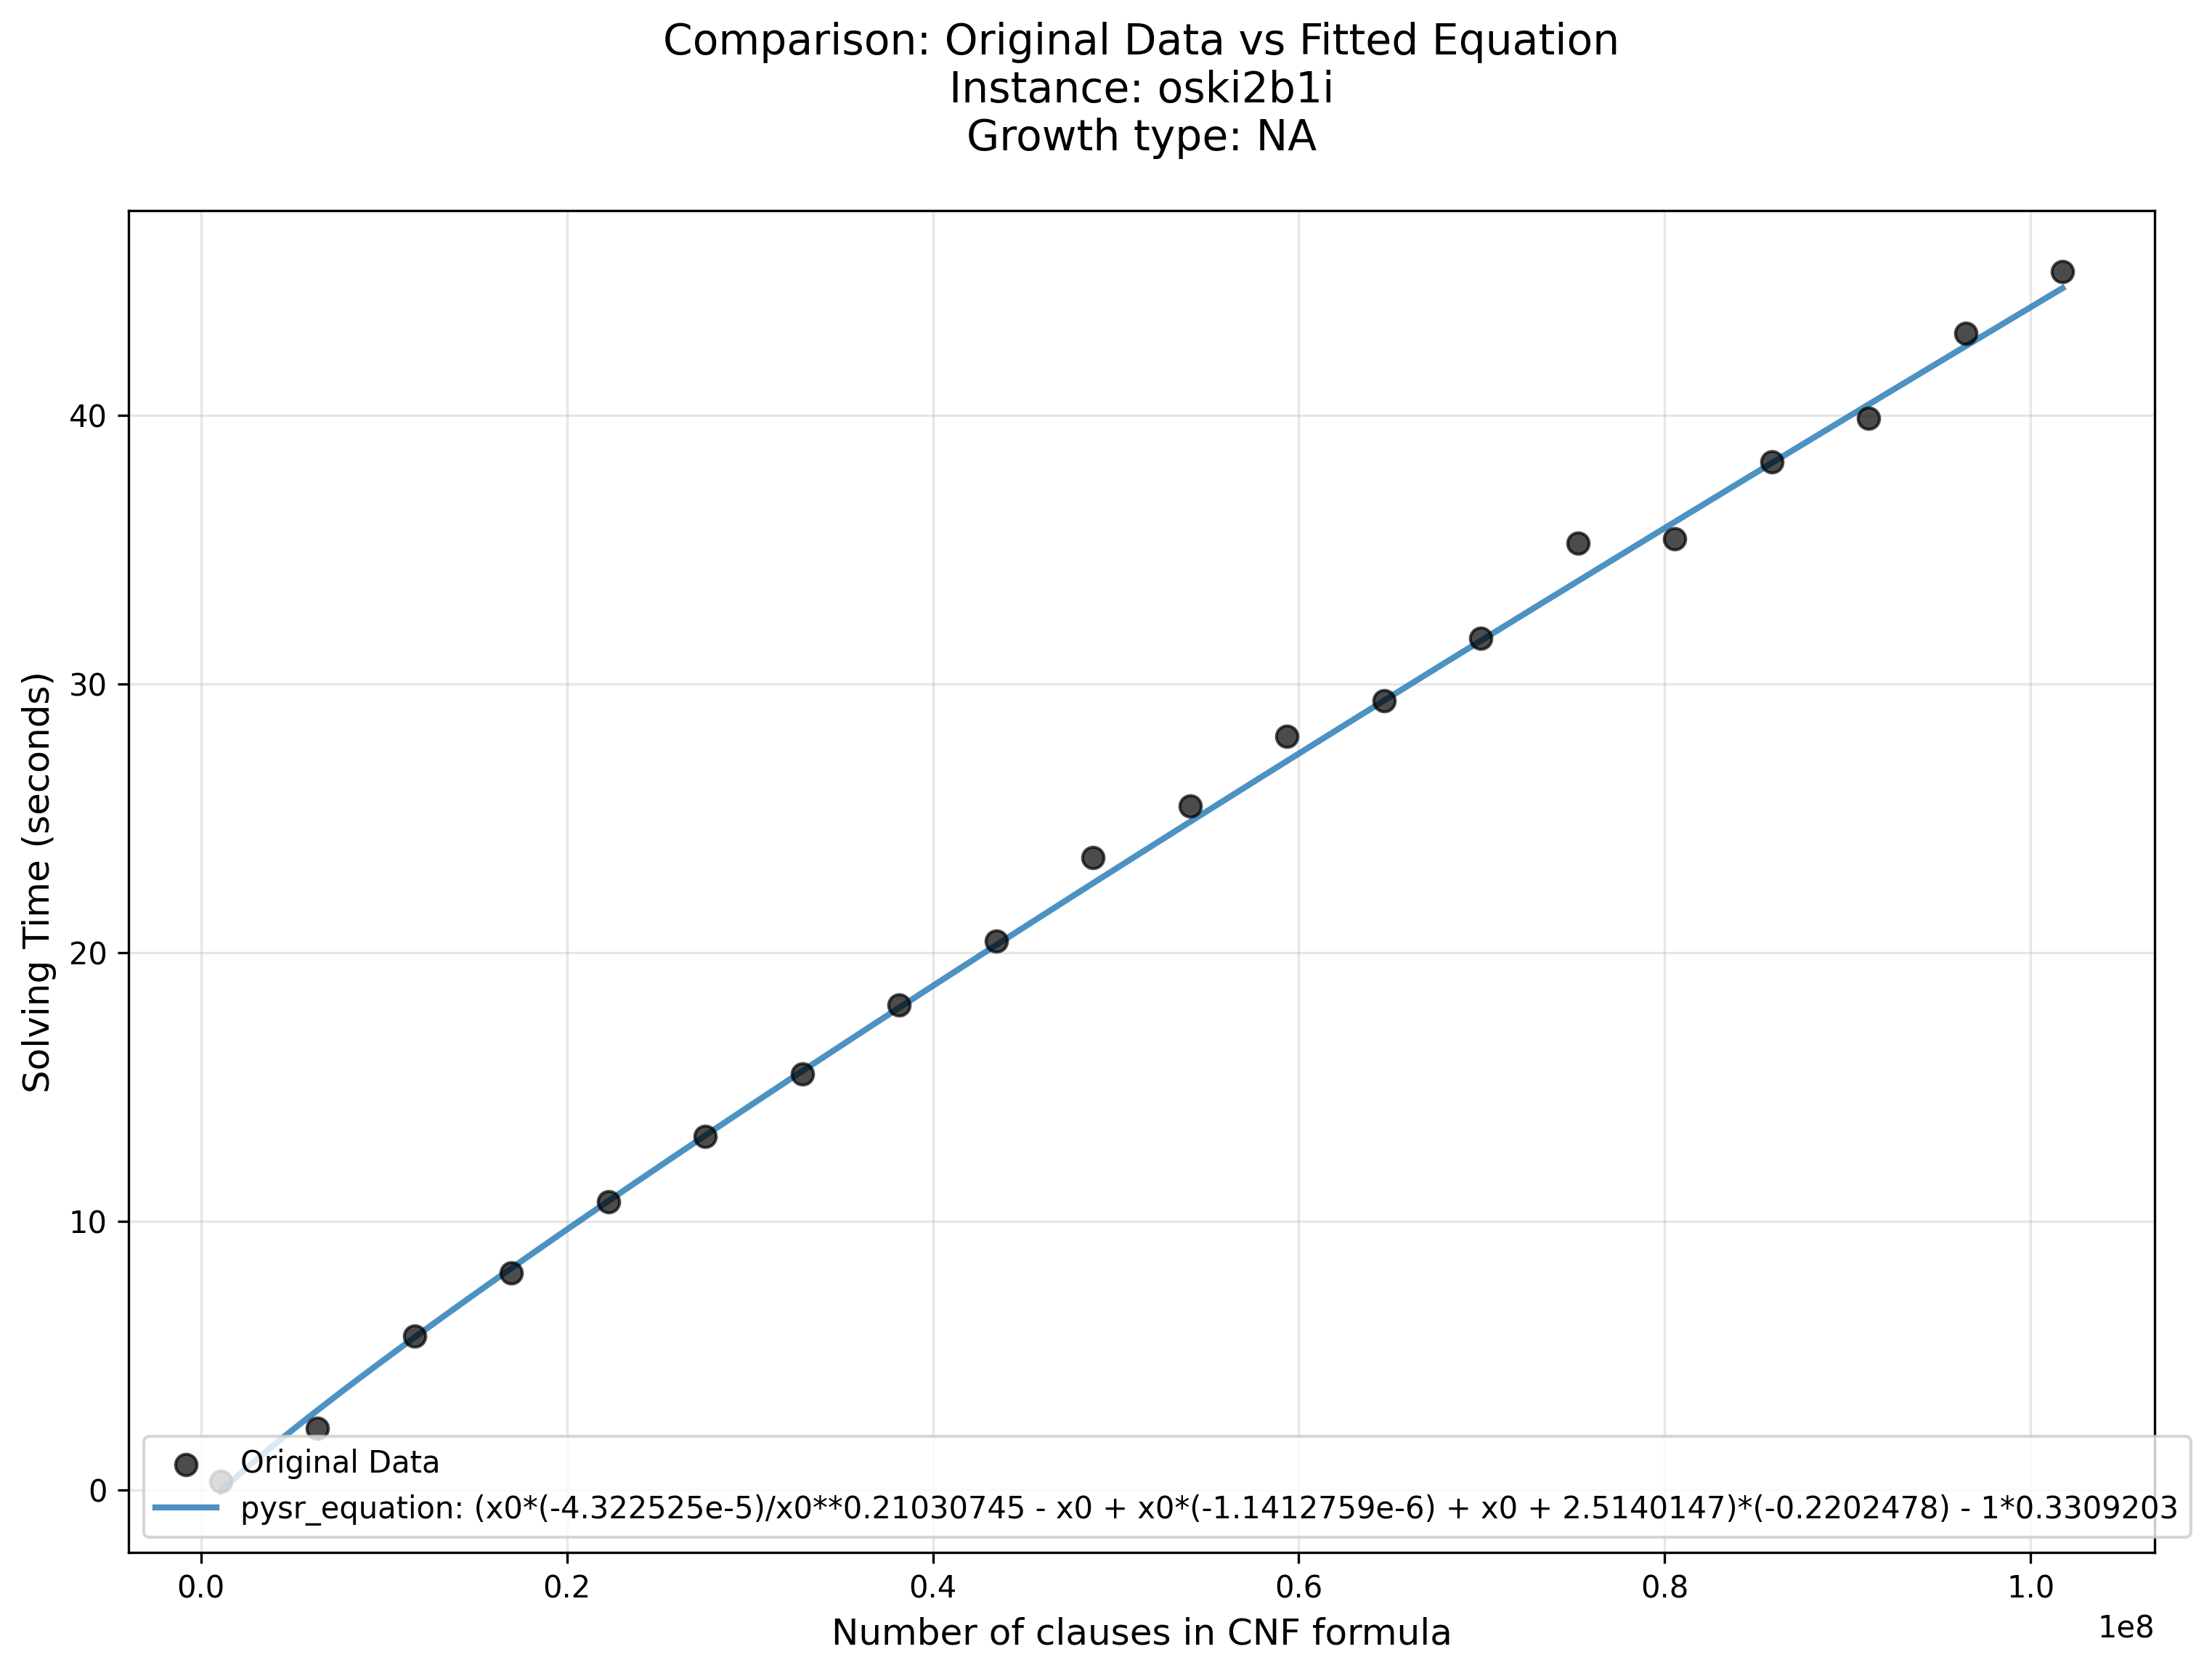 Comparison: Original Data vs Fitted Equation
Instance: oski2b1i
Growth type: NA
Solving Time (seconds)
40
30
20
10
0
Original Data
pysr_equation: (x0*(-4.322525e-5)/x0**0.21030745 - x0 + x0*(-1.1412759e-6) + x0 + 2.5140147)*(-0.2202478) - 1*0.3309203
0.0 0.2 0.4 0.6 0.8 1.0
1e8
Number of clauses in CNF formula